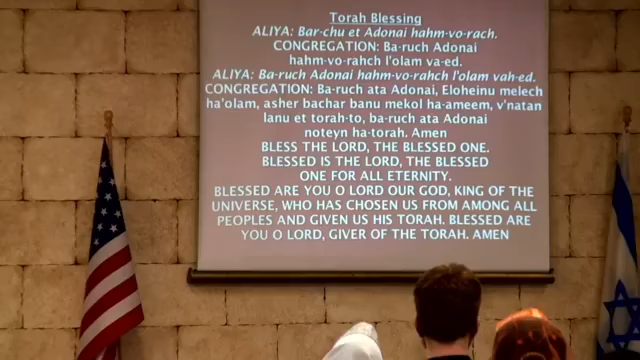 Torah Blessing
ALIYA: Bar-chu et Adonai hahm-vo-rach.
CONGREGATION: Ba-ruch Adonai
hahm-vo-rahch l'olam va-ed.
ALIYA: Ba-ruch Adonai hahm-vo-rahch l'olam vah-ed.
CONGREGATION: Ba-ruch ata Adonai, Eloheinu melech
ha'olam, asher bachar banu mekol ha-ameem, v'natan
lanu et torah-to, ba-ruch ata Adonai
noteyn ha-torah. Amen
BLESS THE LORD, THE BLESSED ONE.
BLESSED IS THE LORD, THE BLESSED
ONE FOR ALL ETERNITY.
BLESSED ARE YOU O LORD OUR GOD, KING OF THE
UNIVERSE, WHO HAS CHOSEN US FROM AMONG ALL
PEOPLES AND GIVEN US HIS TORAH. BLESSED ARE
YOU O LORD, GIVER OF THE TORAH. AMEN